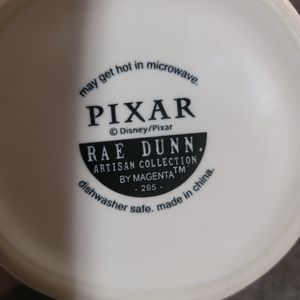 may get hot in microwave.
PIXAR
© Disney/Pixar
RAE DUNN.
ARTISAN COLLECTION
BY MAGENTA™
- 295 -
dishwasher safe. made in china.